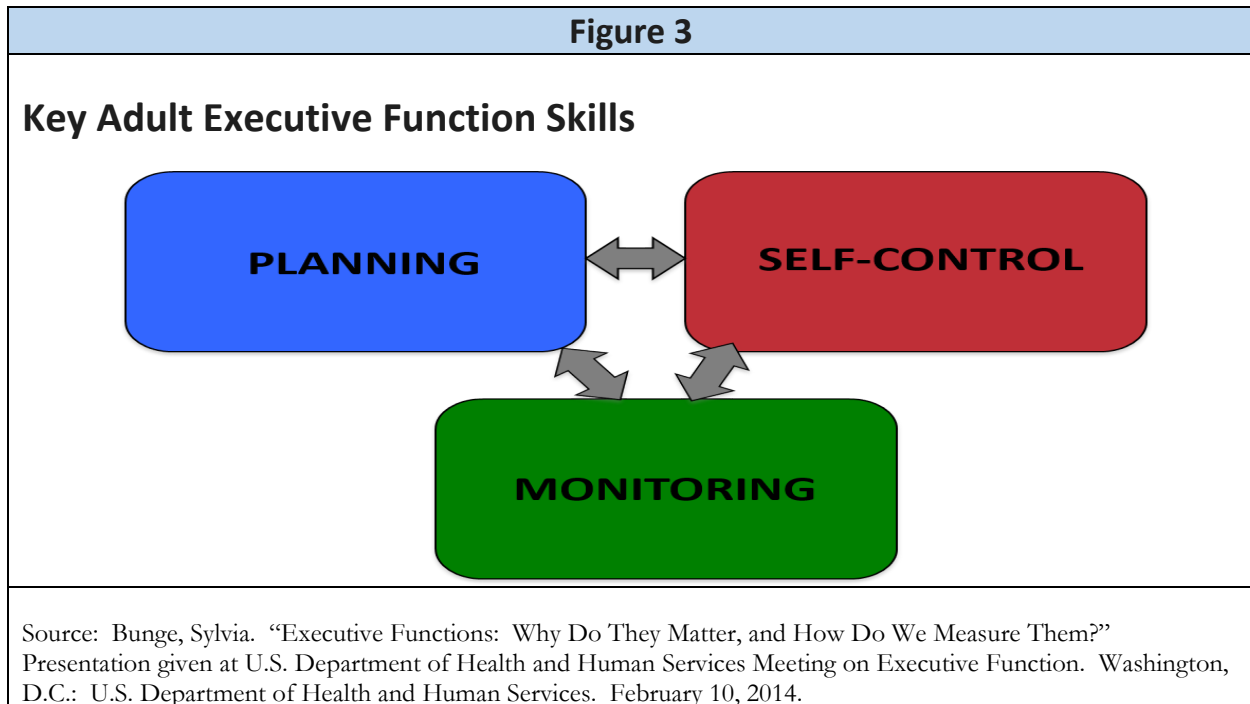 Figure 3
Key Adult Executive Function Skills
PLANNING
SELF-CONTROL
MONITORING
Source:  Bunge, Sylvia.  “Executive Functions:  Why Do They Matter, and How Do We Measure Them?”
Presentation given at U.S. Department of Health and Human Services Meeting on Executive Function.  Washington,
D.C.:  U.S. Department of Health and Human Services.  February 10, 2014.